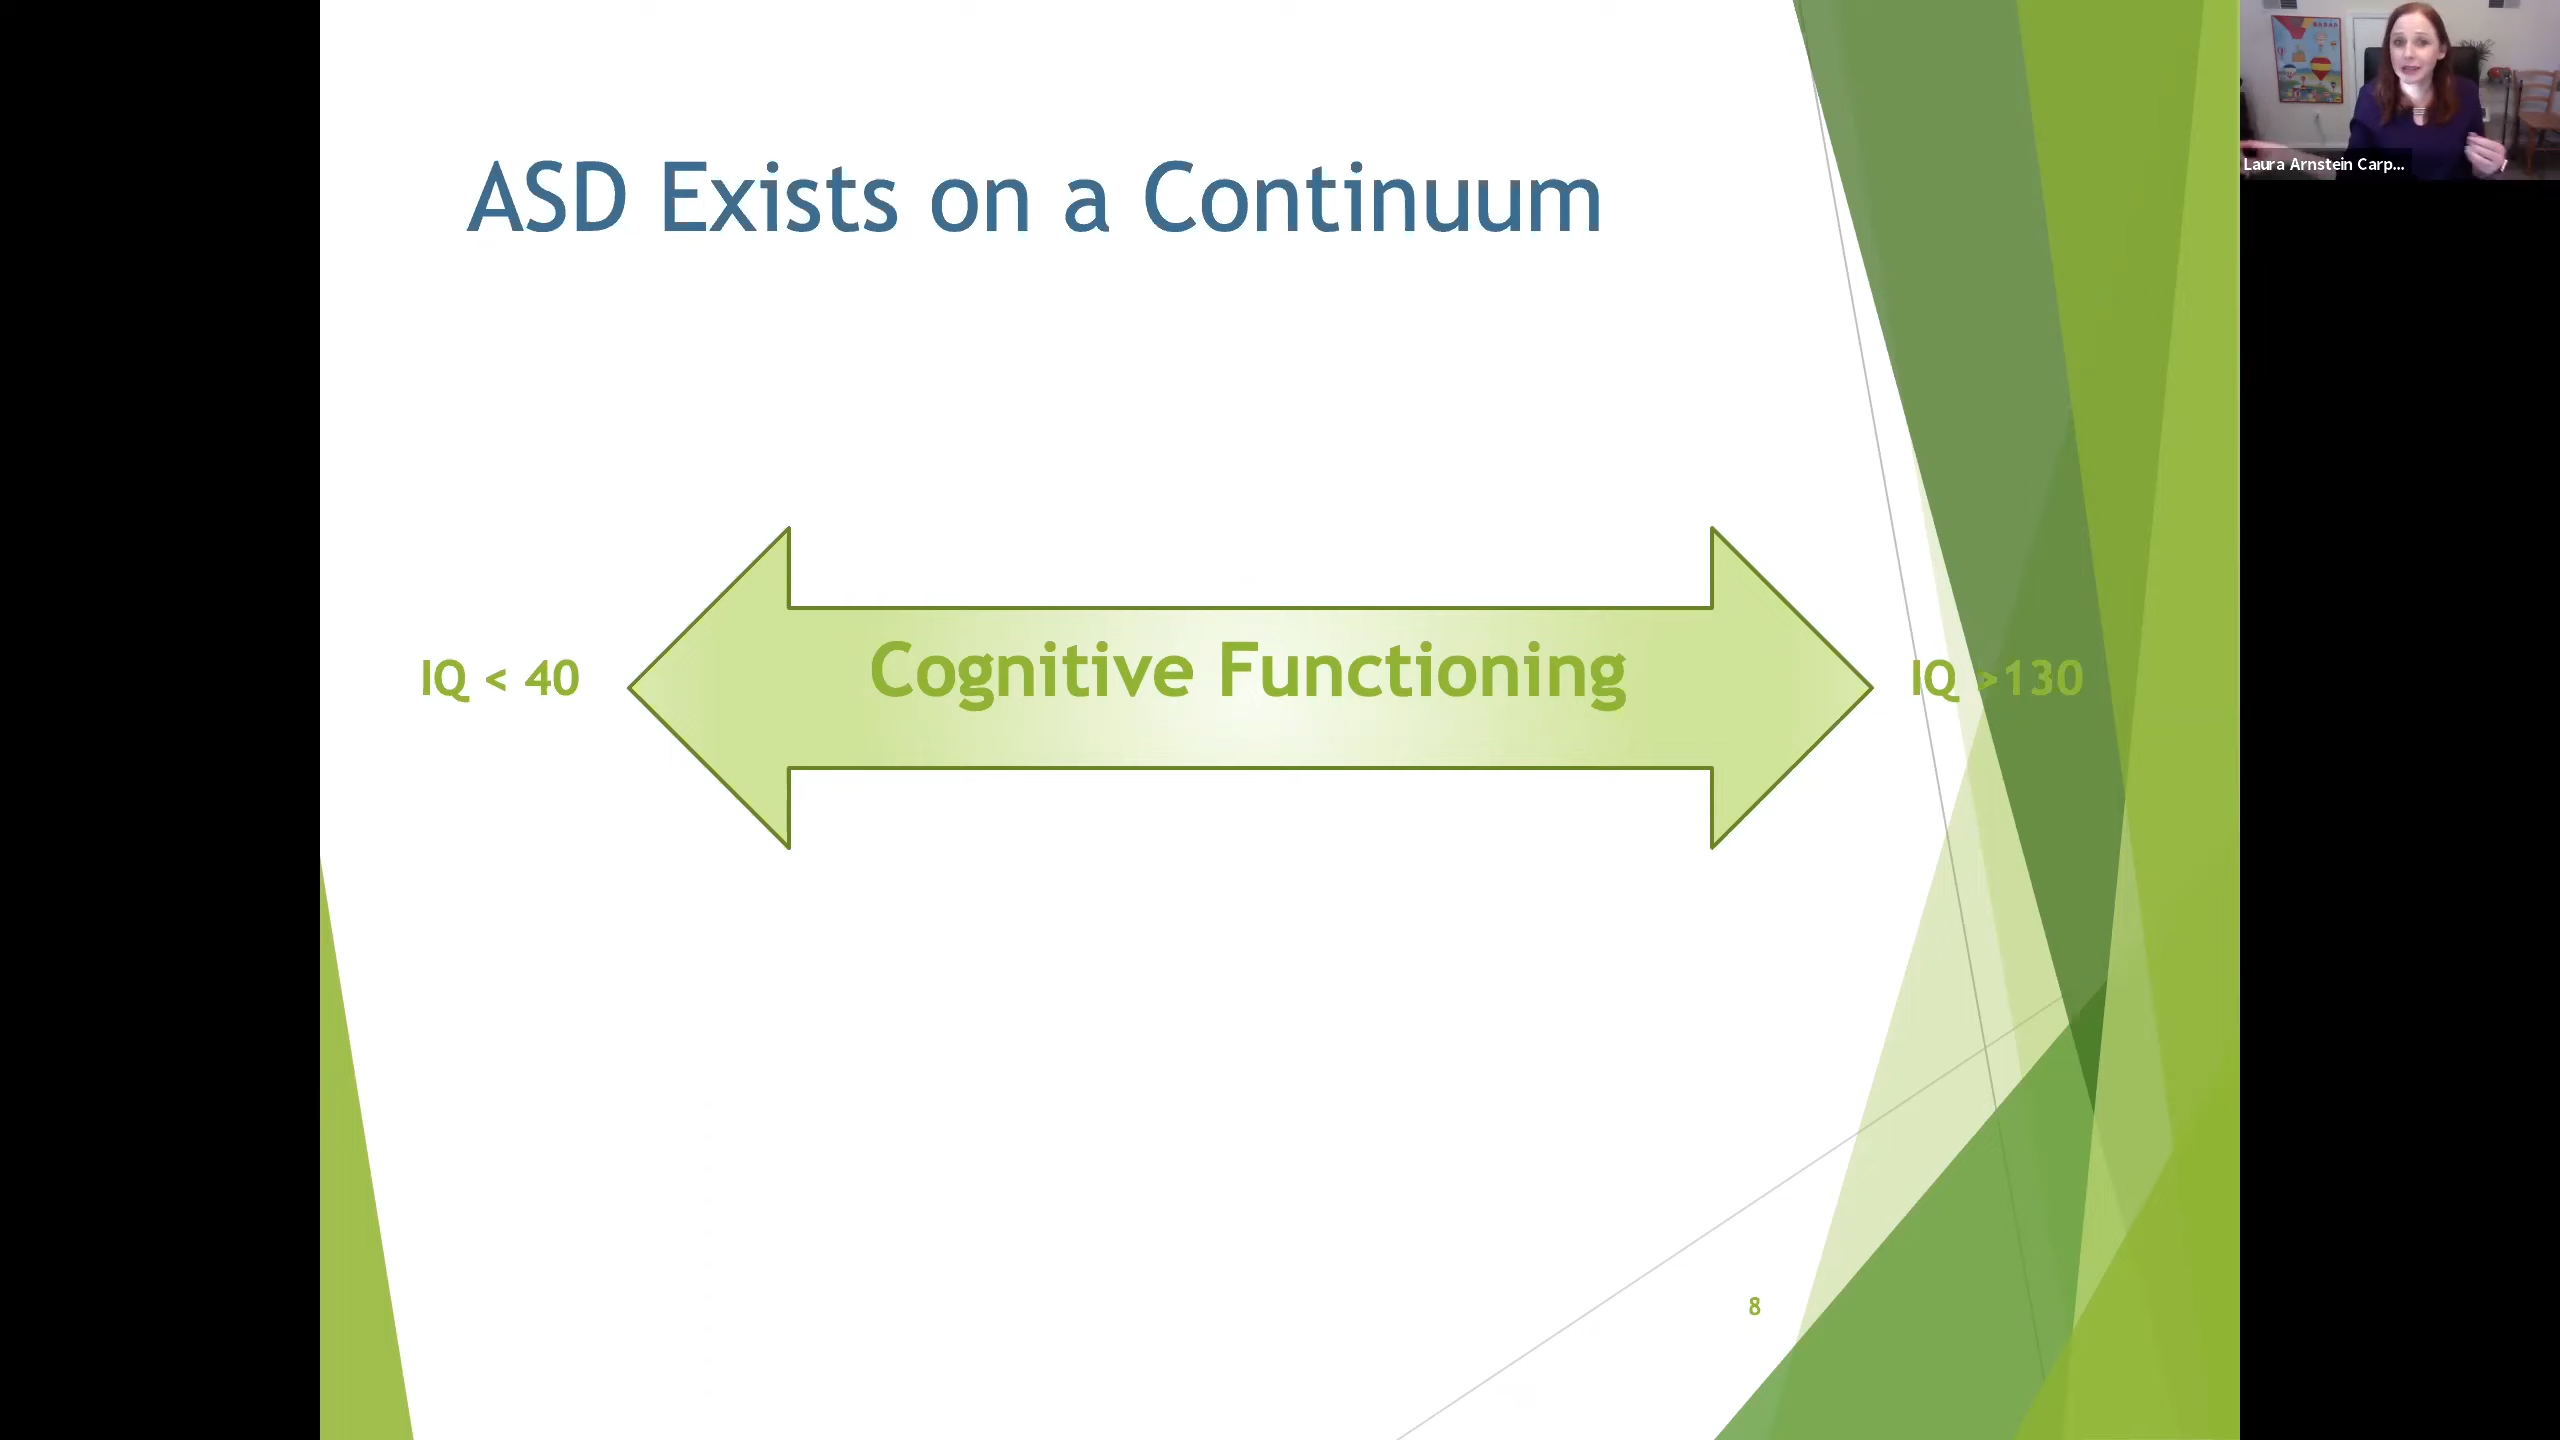 ASD Exists on a Continuum
IQ < 40
Cognitive Functioning
IQ >130
8
Laura Arnstein Carp...